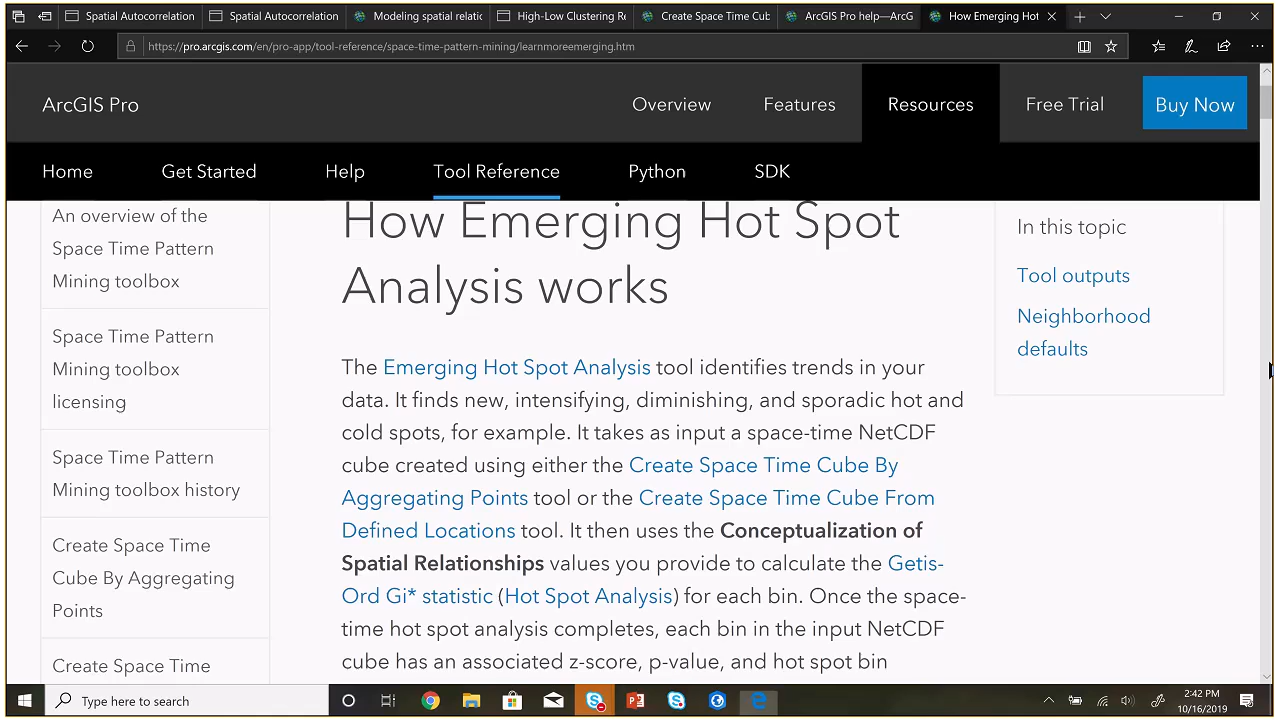 Spatial Autocorrelation
Spatial Autocorrelation
Modeling spatial relatic
High-Low Clustering Re
Create Space Time Cub
ArcGIS Pro help—ArcG
How Emerging Hot
https://pro.arcgis.com/en/pro-app/tool-reference/space-time-pattern-mining/learnmoreemerging.htm
ArcGIS Pro
Overview
Features
Resources
Free Trial
Buy Now
Home
Get Started
Help
Tool Reference
Python
SDK
An overview of the
Space Time Pattern
Mining toolbox
Space Time Pattern
Mining toolbox
licensing
Space Time Pattern
Mining toolbox history
Create Space Time
Cube By Aggregating
Points
Create Space Time
How Emerging Hot Spot
Analysis works
The Emerging Hot Spot Analysis tool identifies trends in your
data. It finds new, intensifying, diminishing, and sporadic hot and
cold spots, for example. It takes as input a space-time NetCDF
cube created using either the Create Space Time Cube By
Aggregating Points tool or the Create Space Time Cube From
Defined Locations tool. It then uses the Conceptualization of
Spatial Relationships values you provide to calculate the Getis-
Ord Gi* statistic (Hot Spot Analysis) for each bin. Once the space-
time hot spot analysis completes, each bin in the input NetCDF
cube has an associated z-score, p-value, and hot spot bin
In this topic
Tool outputs
Neighborhood
defaults
Type here to search
2:42 PM
10/16/2019